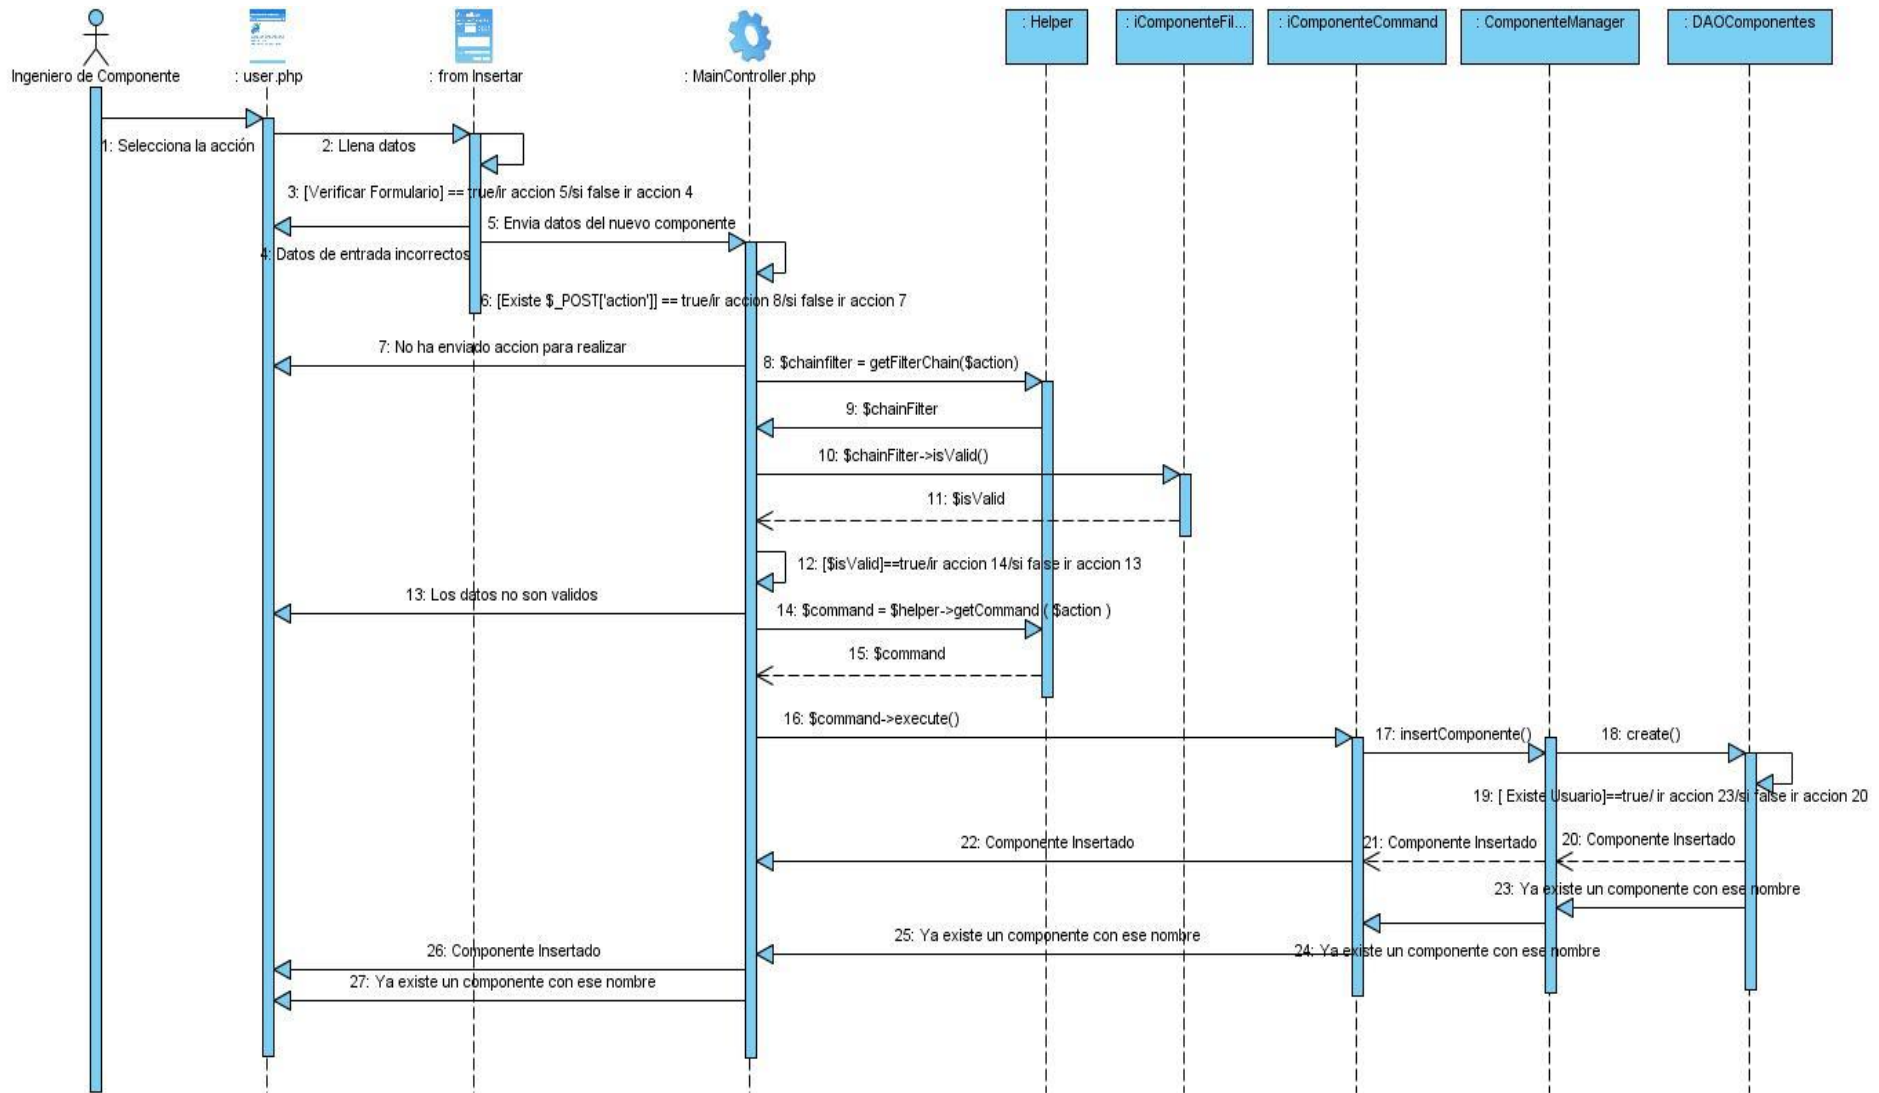 Ingeniero de Componente
: user.php
: from Insertar
: MainController.php
: Helper
: iComponenteFil...
: iComponenteCommand
: ComponenteManager
: DAOComponentes
1: Selecciona la acción
2: Llena datos
3: [Verificar Formulario] == true/ir accion 5/si false ir accion 4
5: Envia datos del nuevo componente
4: Datos de entrada incorrectos
6: [Existe $_POST['action']] == true/ir accion 8/si false ir accion 7
7: No ha enviado accion para realizar
8: $chainfilter = getFilterChain($action)
9: $chainFilter
10: $chainFilter->isValid()
11: $isValid
12: [$isValid]==true/ir accion 14/si false ir accion 13
13: Los datos no son validos
14: $command = $helper->getCommand ( $action )
15: $command
16: $command->execute()
17: insertComponente()
18: create()
19: [ Existe Usuario]==true/ ir accion 23/si false ir accion 20
22: Componente Insertado
21: Componente Insertado
20: Componente Insertado
23: Ya existe un componente con ese nombre
25: Ya existe un componente con ese nombre
24: Ya existe un componente con ese nombre
26: Componente Insertado
27: Ya existe un componente con ese nombre